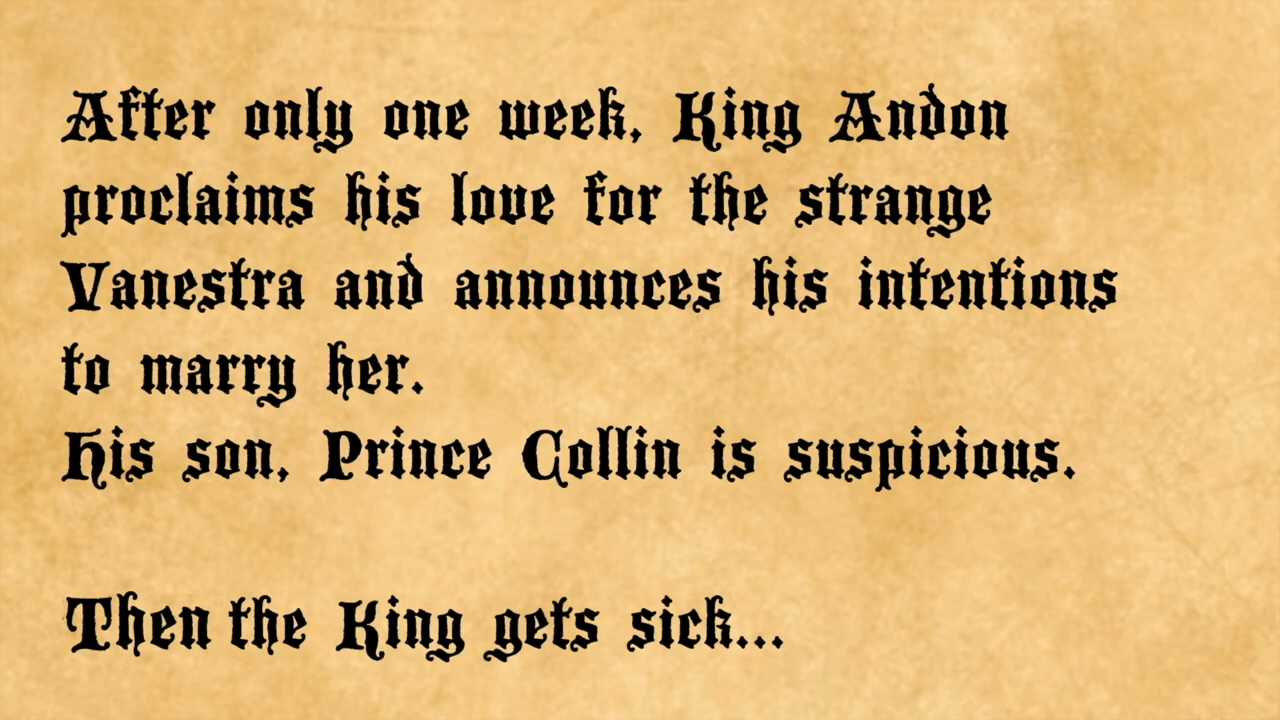 After only one week, King Andon
proclaims his love for the strange
Vanestra and announces his intentions
to marry her.
His son, Prince Collin is suspicious.
Then the King gets sick...